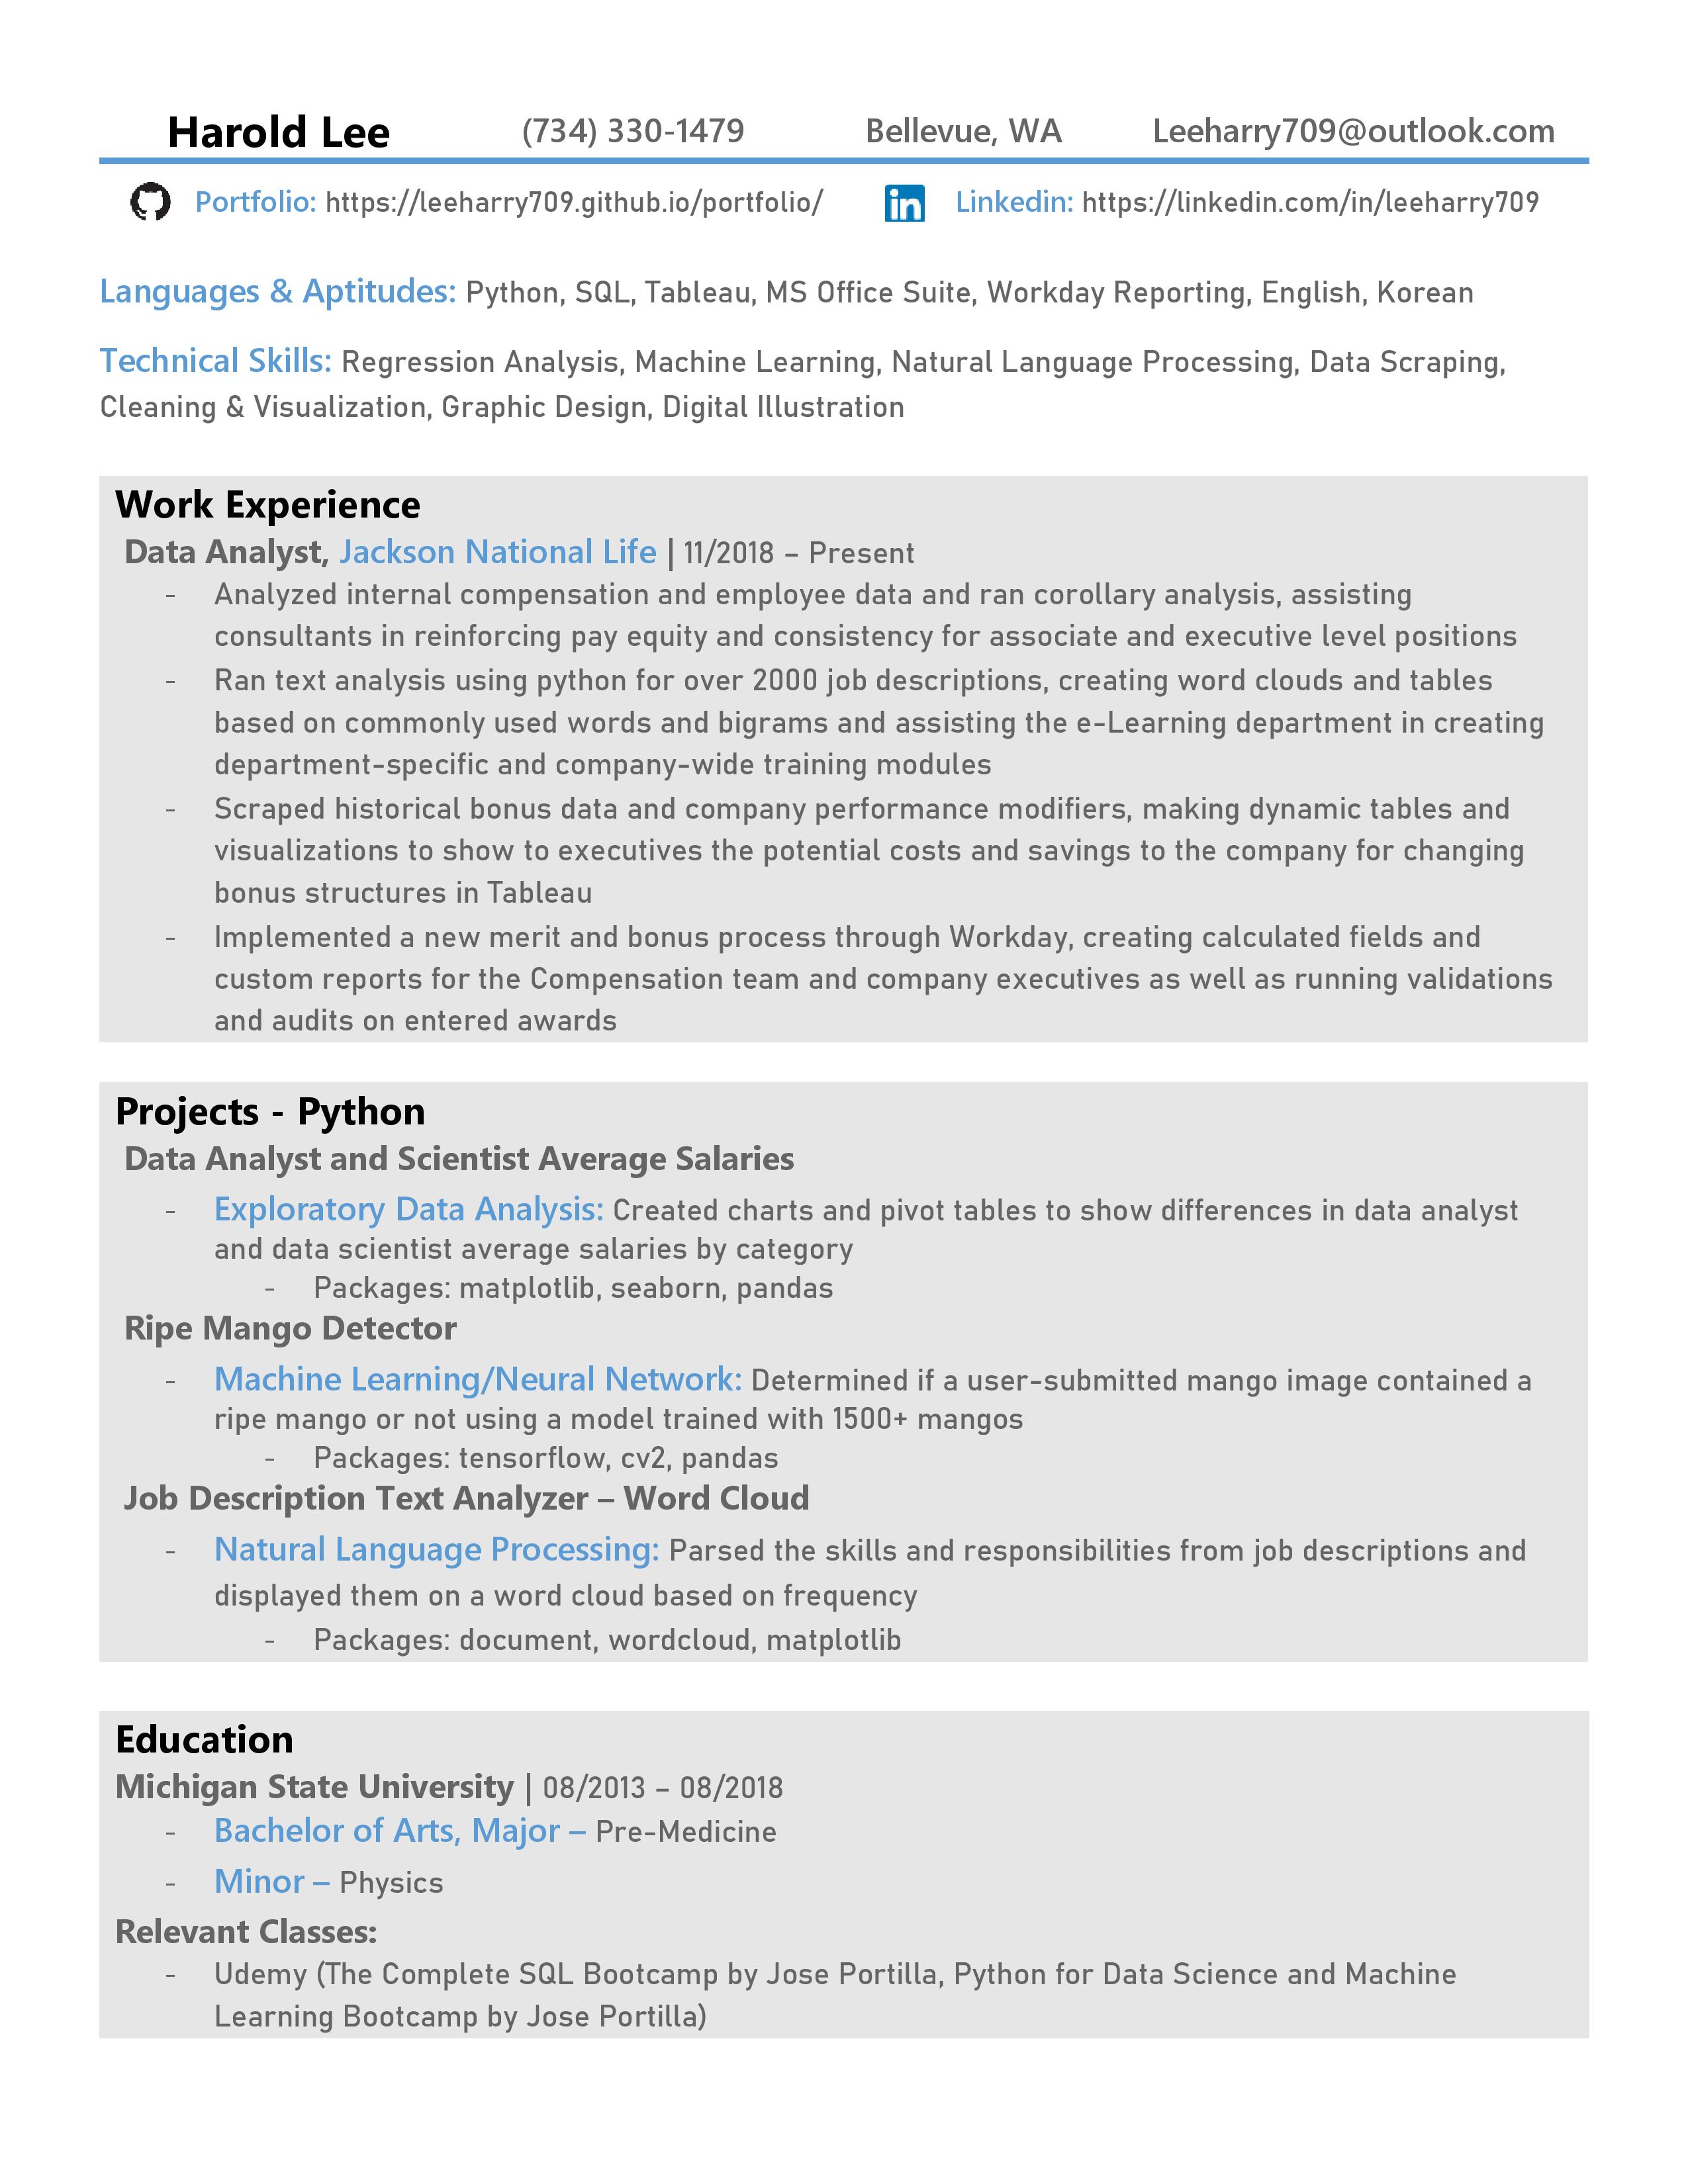 Harold Lee (734) 330-1479 Bellevue, WA Leeharry709@outlook.com
Portfolio: https://leeharry709.github.io/portfolio/ in Linkedin: https://linkedin.com/in/leeharry709
Languages & Aptitudes: Python, SQL, Tableau, MS Office Suite, Workday Reporting, English, Korean
Technical Skills: Regression Analysis, Machine Learning, Natural Language Processing, Data Scraping,
Cleaning & Visualization, Graphic Design, Digital Illustration
Work Experience
Data Analyst, Jackson National Life | 11/2018 – Present
- Analyzed internal compensation and employee data and ran corollary analysis, assisting
consultants in reinforcing pay equity and consistency for associate and executive level positions
- Ran text analysis using python for over 2000 job descriptions, creating word clouds and tables
based on commonly used words and bigrams and assisting the e-Learning department in creating
department-specific and company-wide training modules
- Scraped historical bonus data and company performance modifiers, making dynamic tables and
visualizations to show to executives the potential costs and savings to the company for changing
bonus structures in Tableau
- Implemented a new merit and bonus process through Workday, creating calculated fields and
custom reports for the Compensation team and company executives as well as running validations
and audits on entered awards
Projects - Python
Data Analyst and Scientist Average Salaries
- Exploratory Data Analysis: Created charts and pivot tables to show differences in data analyst
and data scientist average salaries by category
- Packages: matplotlib, seaborn, pandas
Ripe Mango Detector
- Machine Learning/Neural Network: Determined if a user-submitted mango image contained a
ripe mango or not using a model trained with 1500+ mangos
- Packages: tensorflow, cv2, pandas
Job Description Text Analyzer – Word Cloud
- Natural Language Processing: Parsed the skills and responsibilities from job descriptions and
displayed them on a word cloud based on frequency
- Packages: document, wordcloud, matplotlib
Education
Michigan State University | 08/2013 – 08/2018
- Bachelor of Arts, Major – Pre-Medicine
- Minor – Physics
Relevant Classes:
- Udemy (The Complete SQL Bootcamp by Jose Portilla, Python for Data Science and Machine
Learning Bootcamp by Jose Portilla)